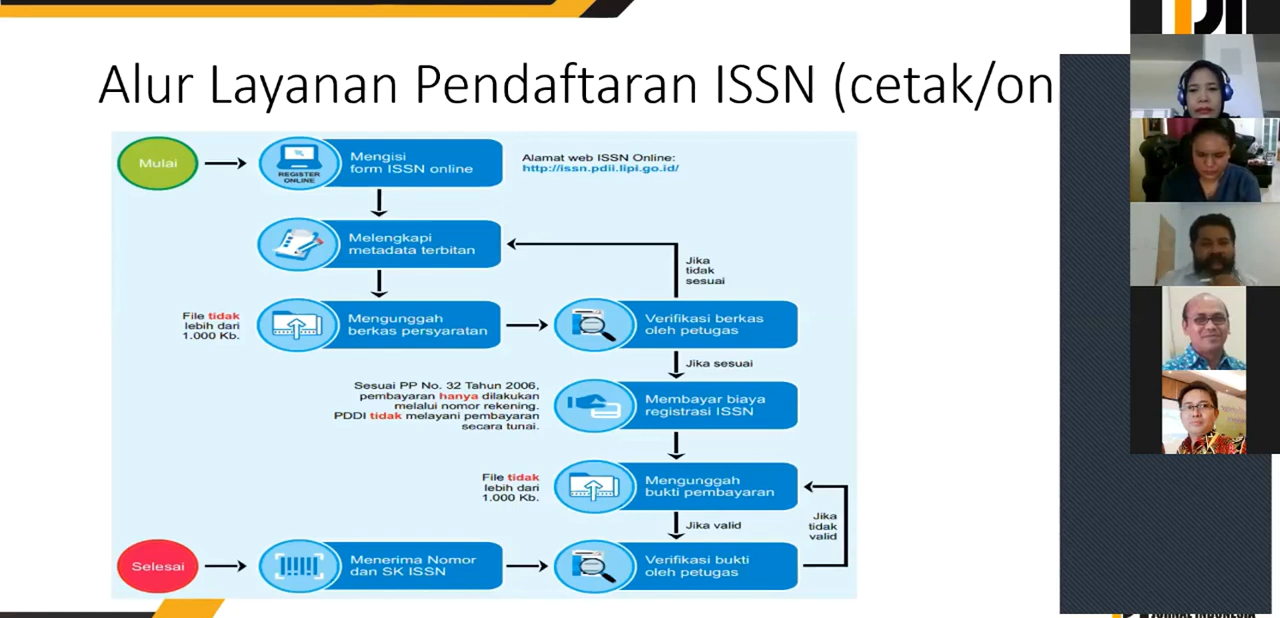 Alur Layanan Pendaftaran ISSN (cetak/on
Mulai
REGISTER
ONLINE
Mengisi
form ISSN online
Alamat web ISSN Online:
http://issn.pdii.lipi.go.id/
Melengkapi
metadata terbitan
Jika
tidak
sesuai
File tidak
lebih dari
1.000 Kb.
Mengunggah
berkas persyaratan
Verifikasi berkas
oleh petugas
Jika sesuai
Sesuai PP No. 32 Tahun 2006,
pembayaran hanya dilakukan
melalui nomor rekening.
PDDI tidak melayani pembayaran
secara tunai.
Membayar biaya
registrasi ISSN
File tidak
lebih dari
1.000 Kb.
Mengunggah
bukti pembayaran
Jika valid
Jika
tidak
valid
Selesai
Menerima Nomor
dan SK ISSN
Verifikasi bukti
oleh petugas